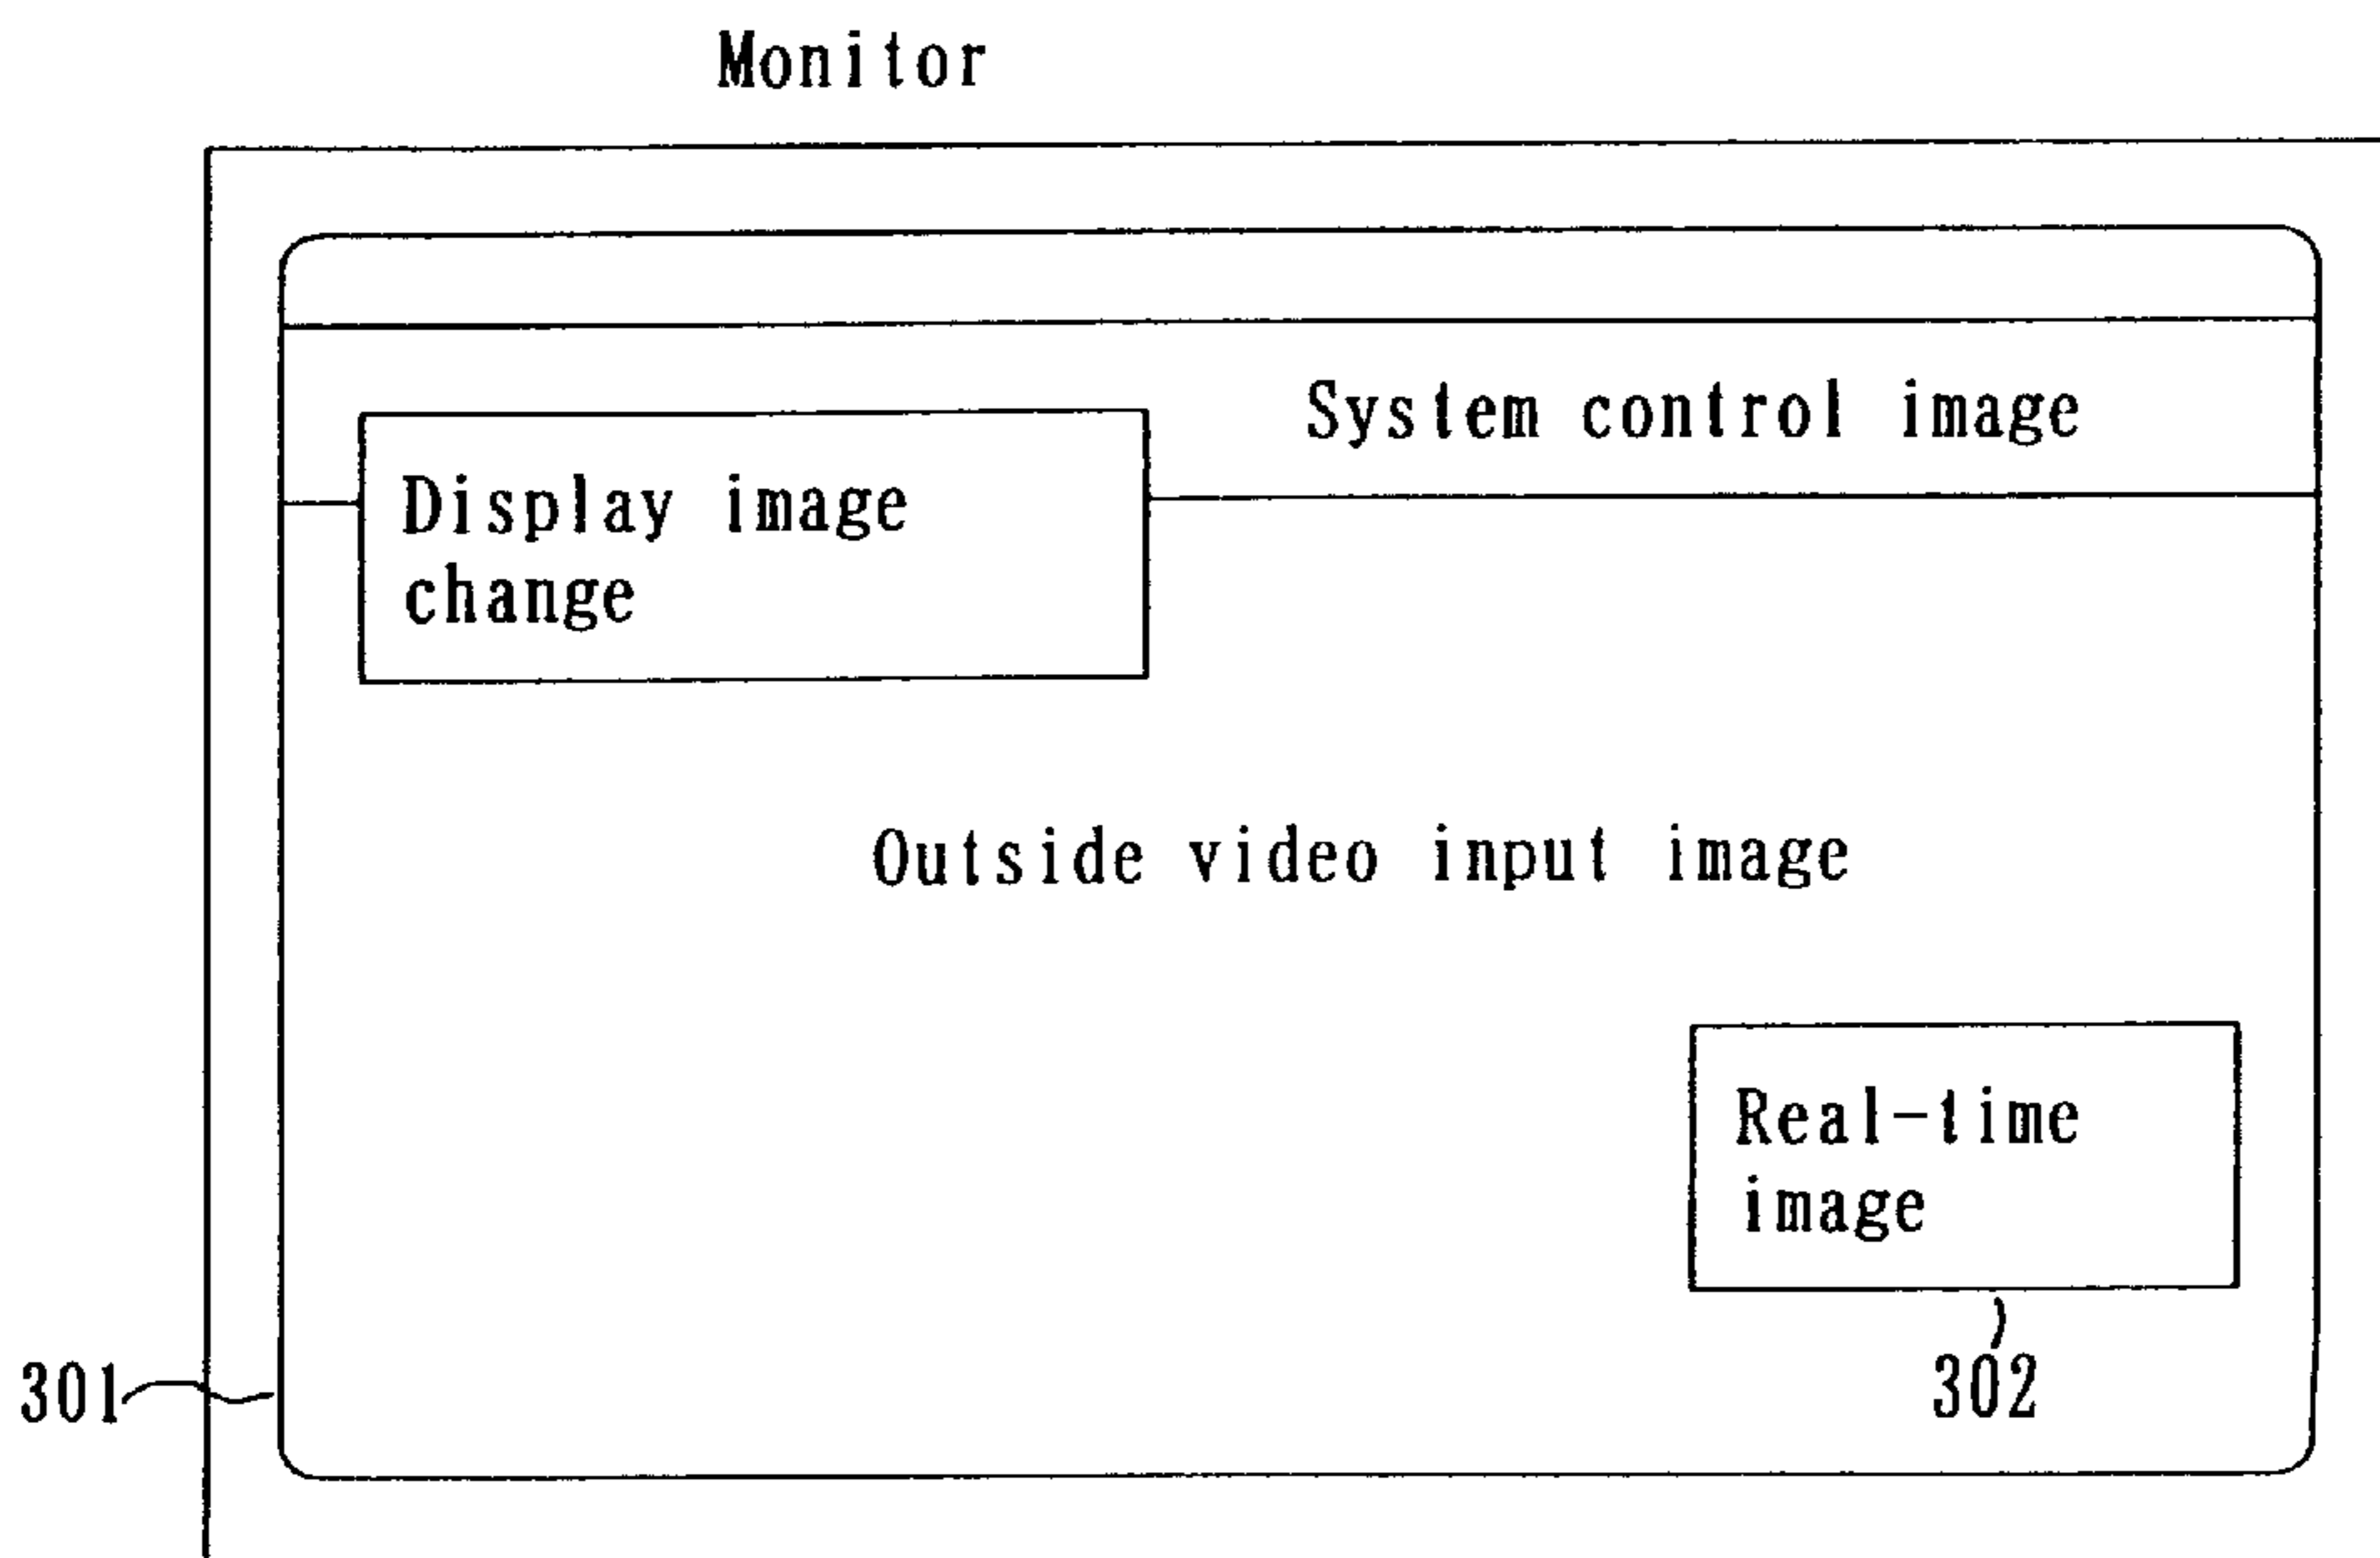 Monitor
System control image
Display image
change
Outside video input image
Real-time
image
301
302